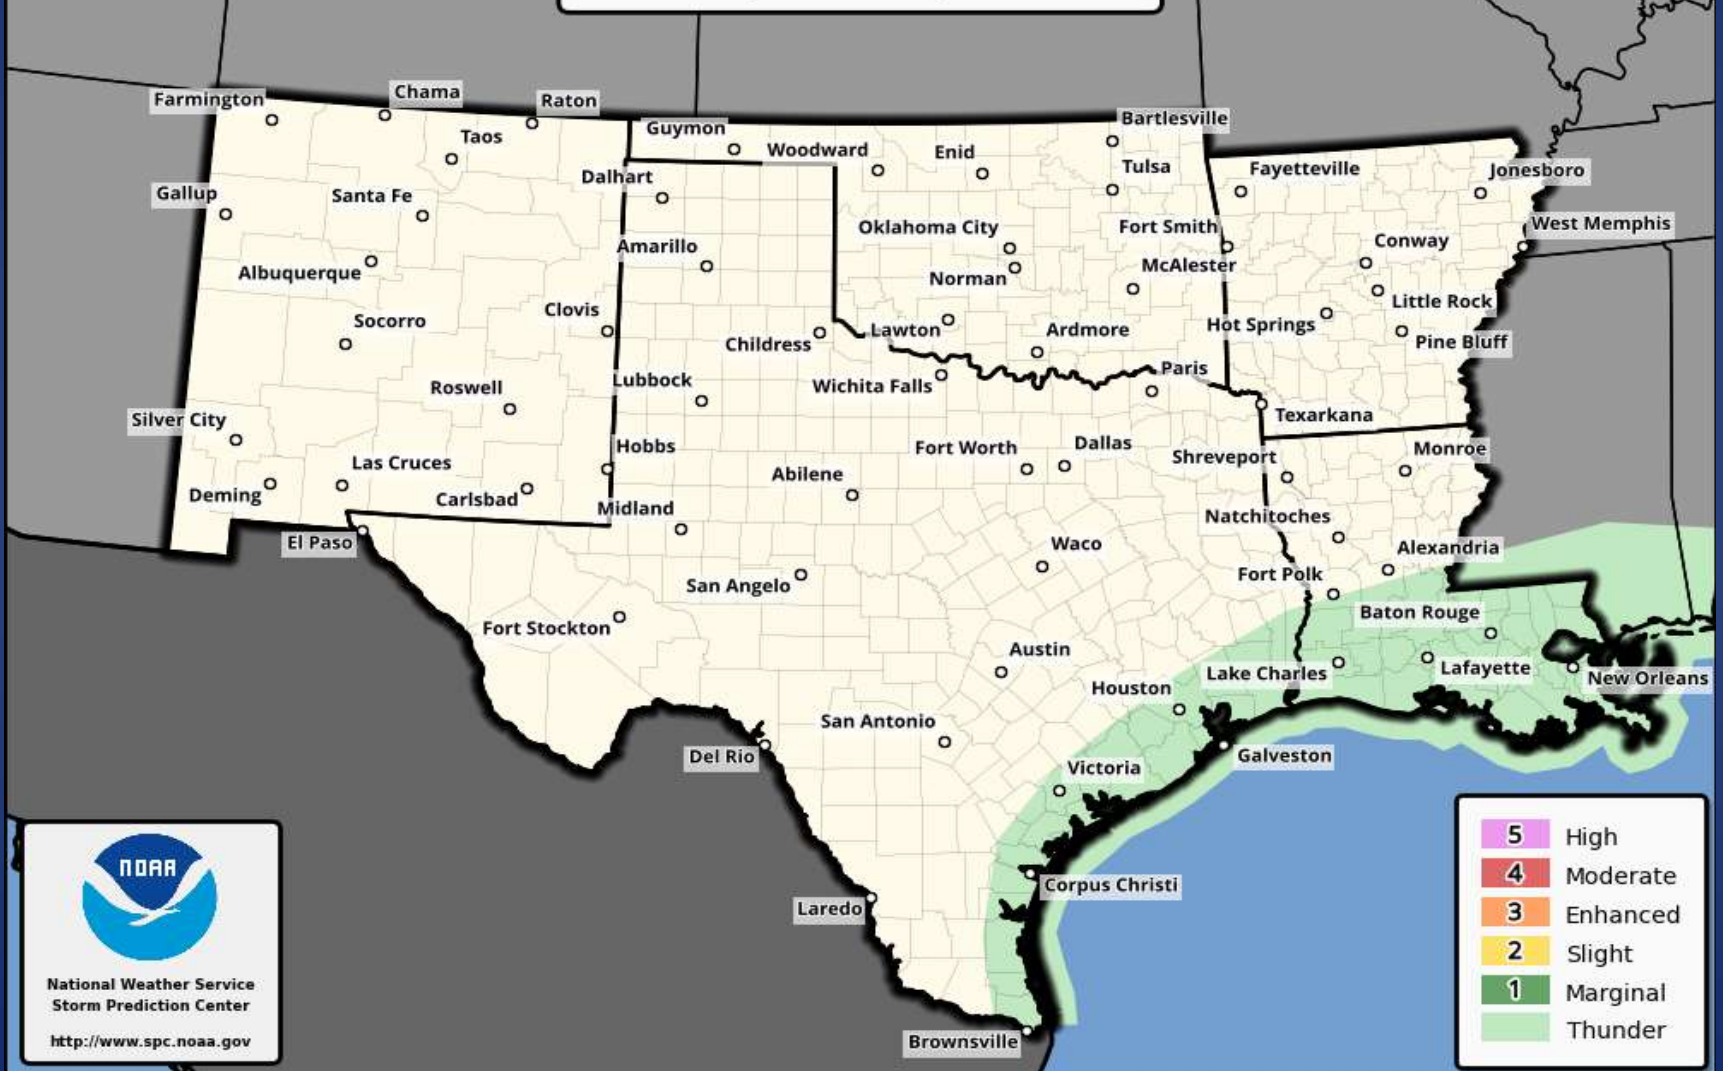 Farmington
Chama
Raton
Taos
Guymon
Woodward
Enid
Bartlesville
Tulsa
Fayetteville
Jonesboro
Gallup
Santa Fe
Dalhart
Oklahoma City
Fort Smith
West Memphis
Albuquerque
Amarillo
Norman
McAlester
Conway
Socorro
Clovis
Childress
Lawton
Ardmore
Hot Springs
Little Rock
Pine Bluff
Roswell
Lubbock
Wichita Falls
Paris
Texarkana
Silver City
Las Cruces
Hobbs
Abilene
Fort Worth
Dallas
Shreveport
Monroe
Deming
Carlsbad
Midland
Natchitoches
El Paso
San Angelo
Waco
Fort Polk
Alexandria
Fort Stockton
Austin
Baton Rouge
Houston
Lake Charles
Lafayette
New Orleans
Del Rio
San Antonio
Victoria
Galveston
Laredo
Corpus Christi
Brownsville
NOAA
National Weather Service
Storm Prediction Center
http://www.spc.noaa.gov
5 High
4 Moderate
3 Enhanced
2 Slight
1 Marginal
Thunder